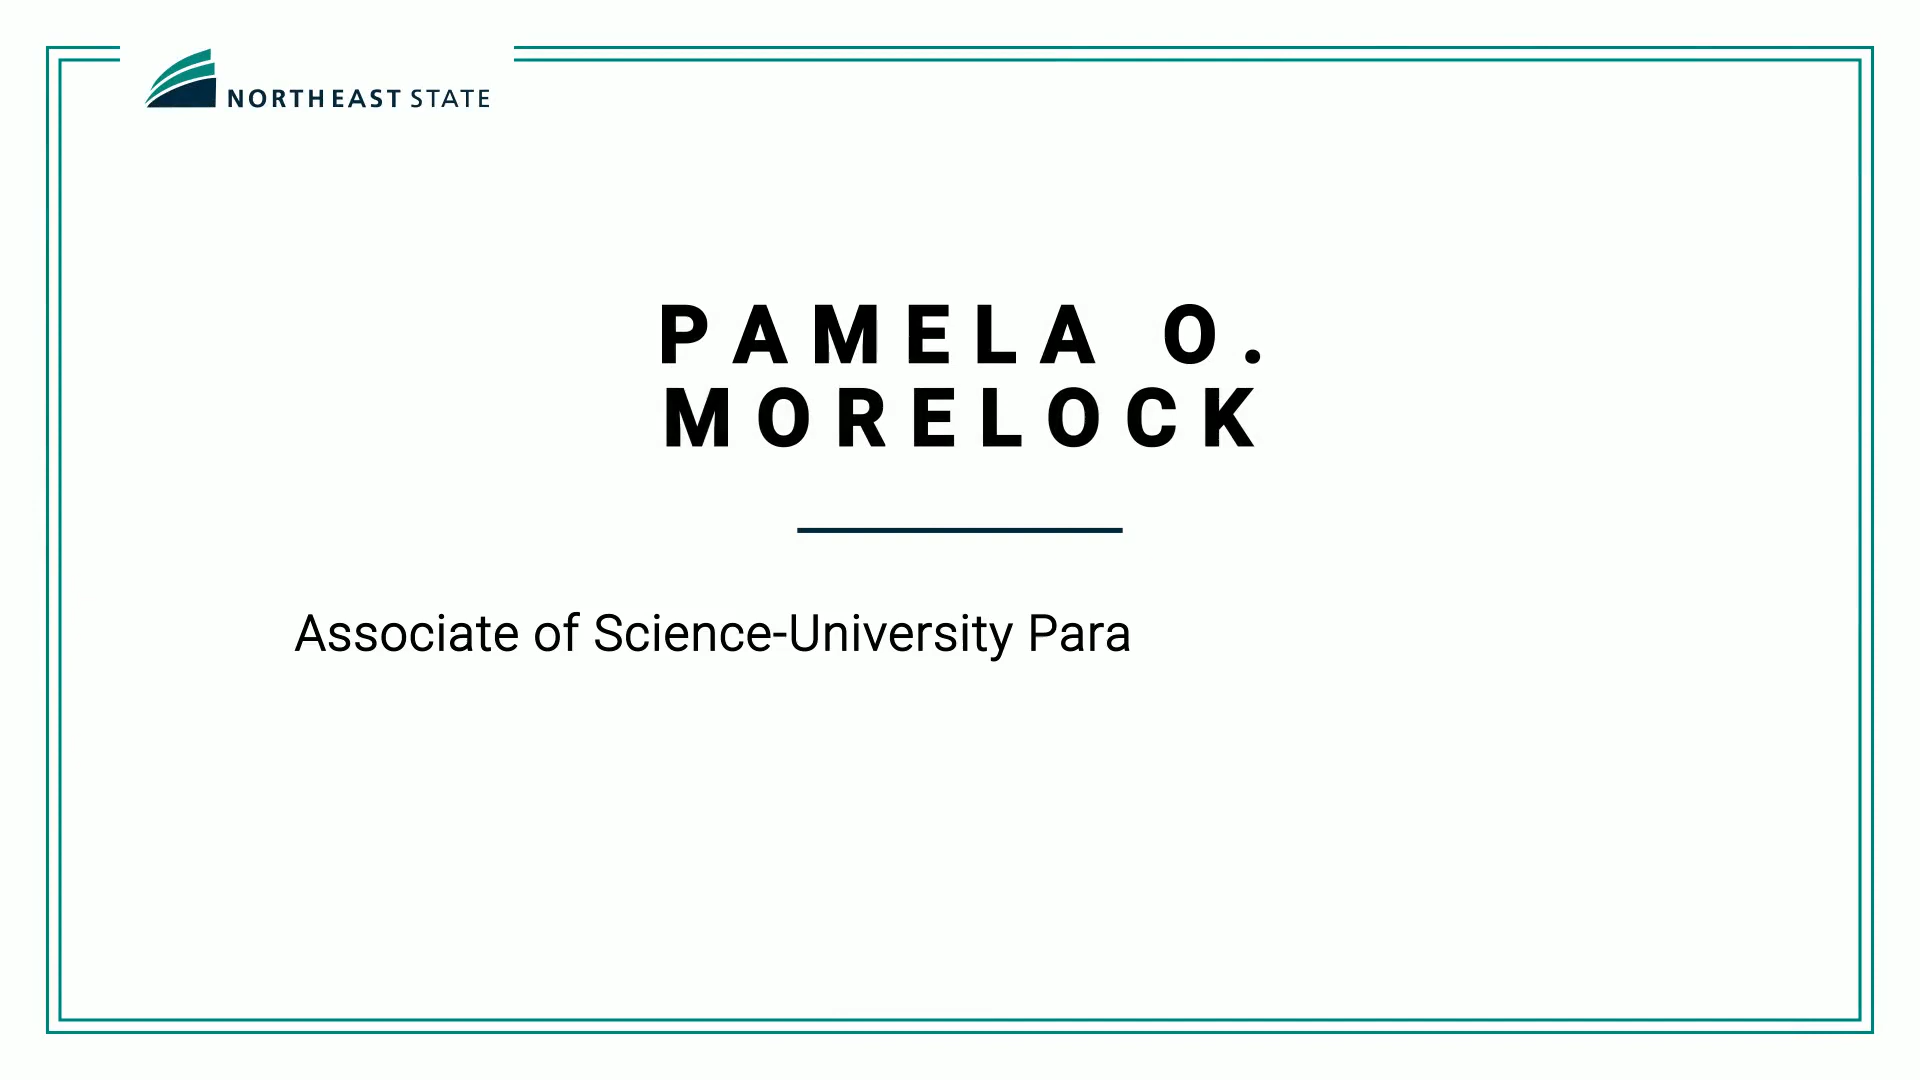 NORTHEAST STATE
PAMELA O.
MORELOCK
Associate of Science-University Para